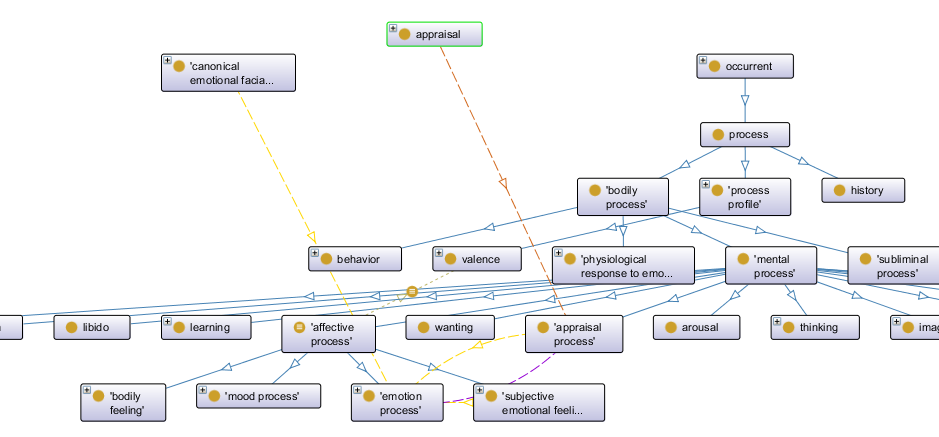 appraisal
'canonical
emotional facia...
occurrent
process
'bodily
process'
'process
profile'
history
behavior
valence
'physiological
response to emo...
'mental
process'
'subliminal
process'
libido
learning
'affective
process'
wanting
'appraisal
process'
arousal
thinking
imag
'bodily
feeling'
'mood process'
'emotion
process'
'subjective
emotional feeli...